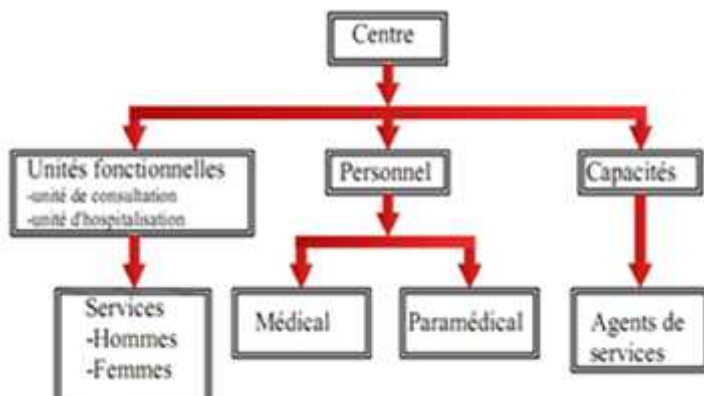 Centre
Unités fonctionnelles
-unité de consultation
-unité d'hospitalisation
Personnel
Capacités
Services
-Hommes
-Femmes
Médical
Paramédical
Agents de
services